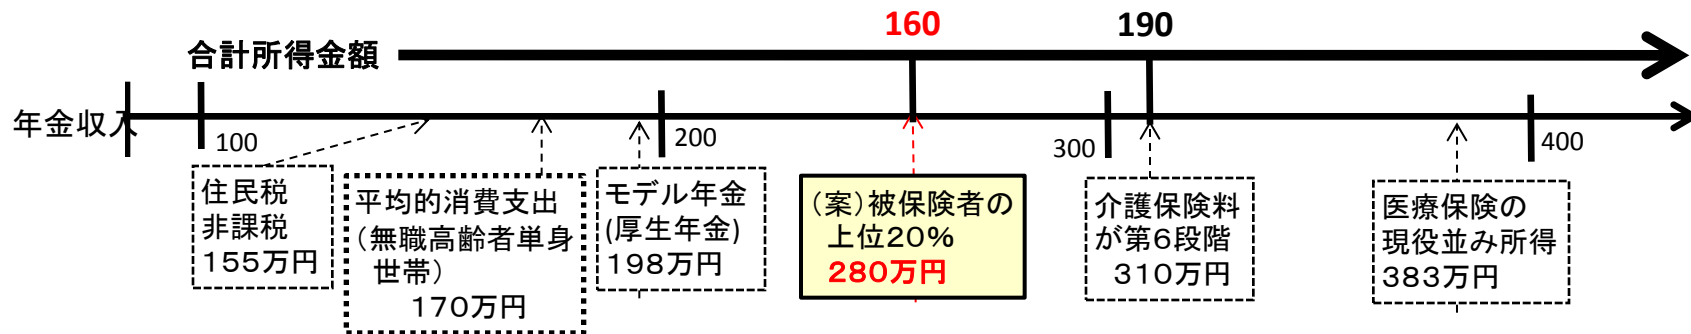 160
190
合計所得金額
年金収入
100
200
300
400
住民税
非課税
155万円
平均的消費支出
（無職高齢者単身
世帯）
170万円
モデル年金
(厚生年金)
198万円
（案）被保険者の
上位20％
280万円
介護保険料
が第6段階
310万円
医療保険の
現役並み所得
383万円